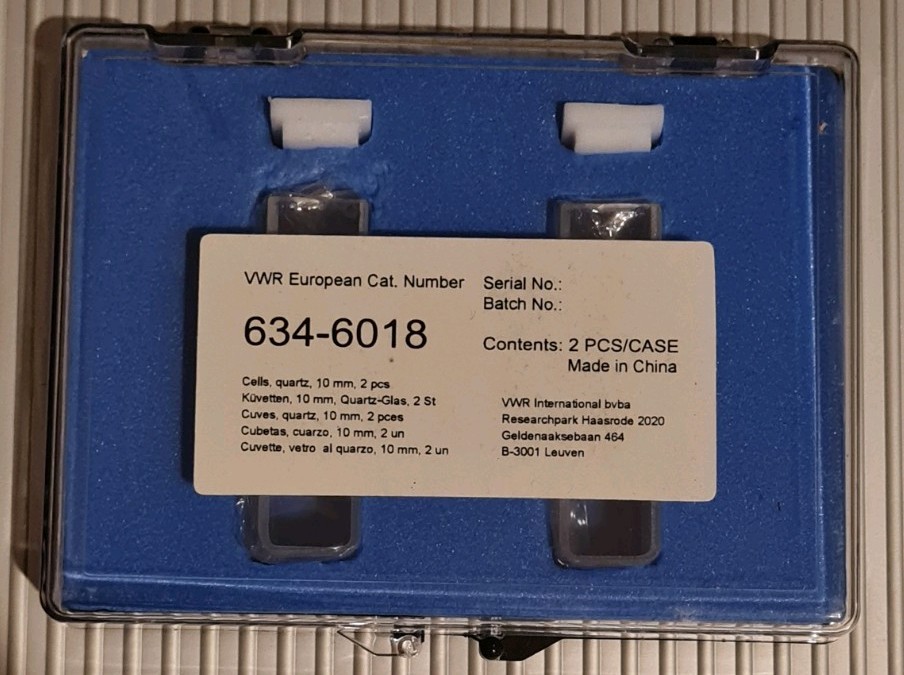 VWR European Cat. Number
634-6018
Cells, quartz, 10 mm, 2 pcs
Küvetten, 10 mm, Quartz-Glas, 2 St
Cuves, quartz, 10 mm, 2 pces
Cubetas, cuarzo, 10 mm, 2 un
Cuvette, vetro al quarzo, 10 mm, 2 un
Serial No.:
Batch No.:
Contents: 2 PCS/CASE
Made in China
VWR International bvba
Researchpark Haasrode 2020
Geldenaaksebaan 464
B-3001 Leuven